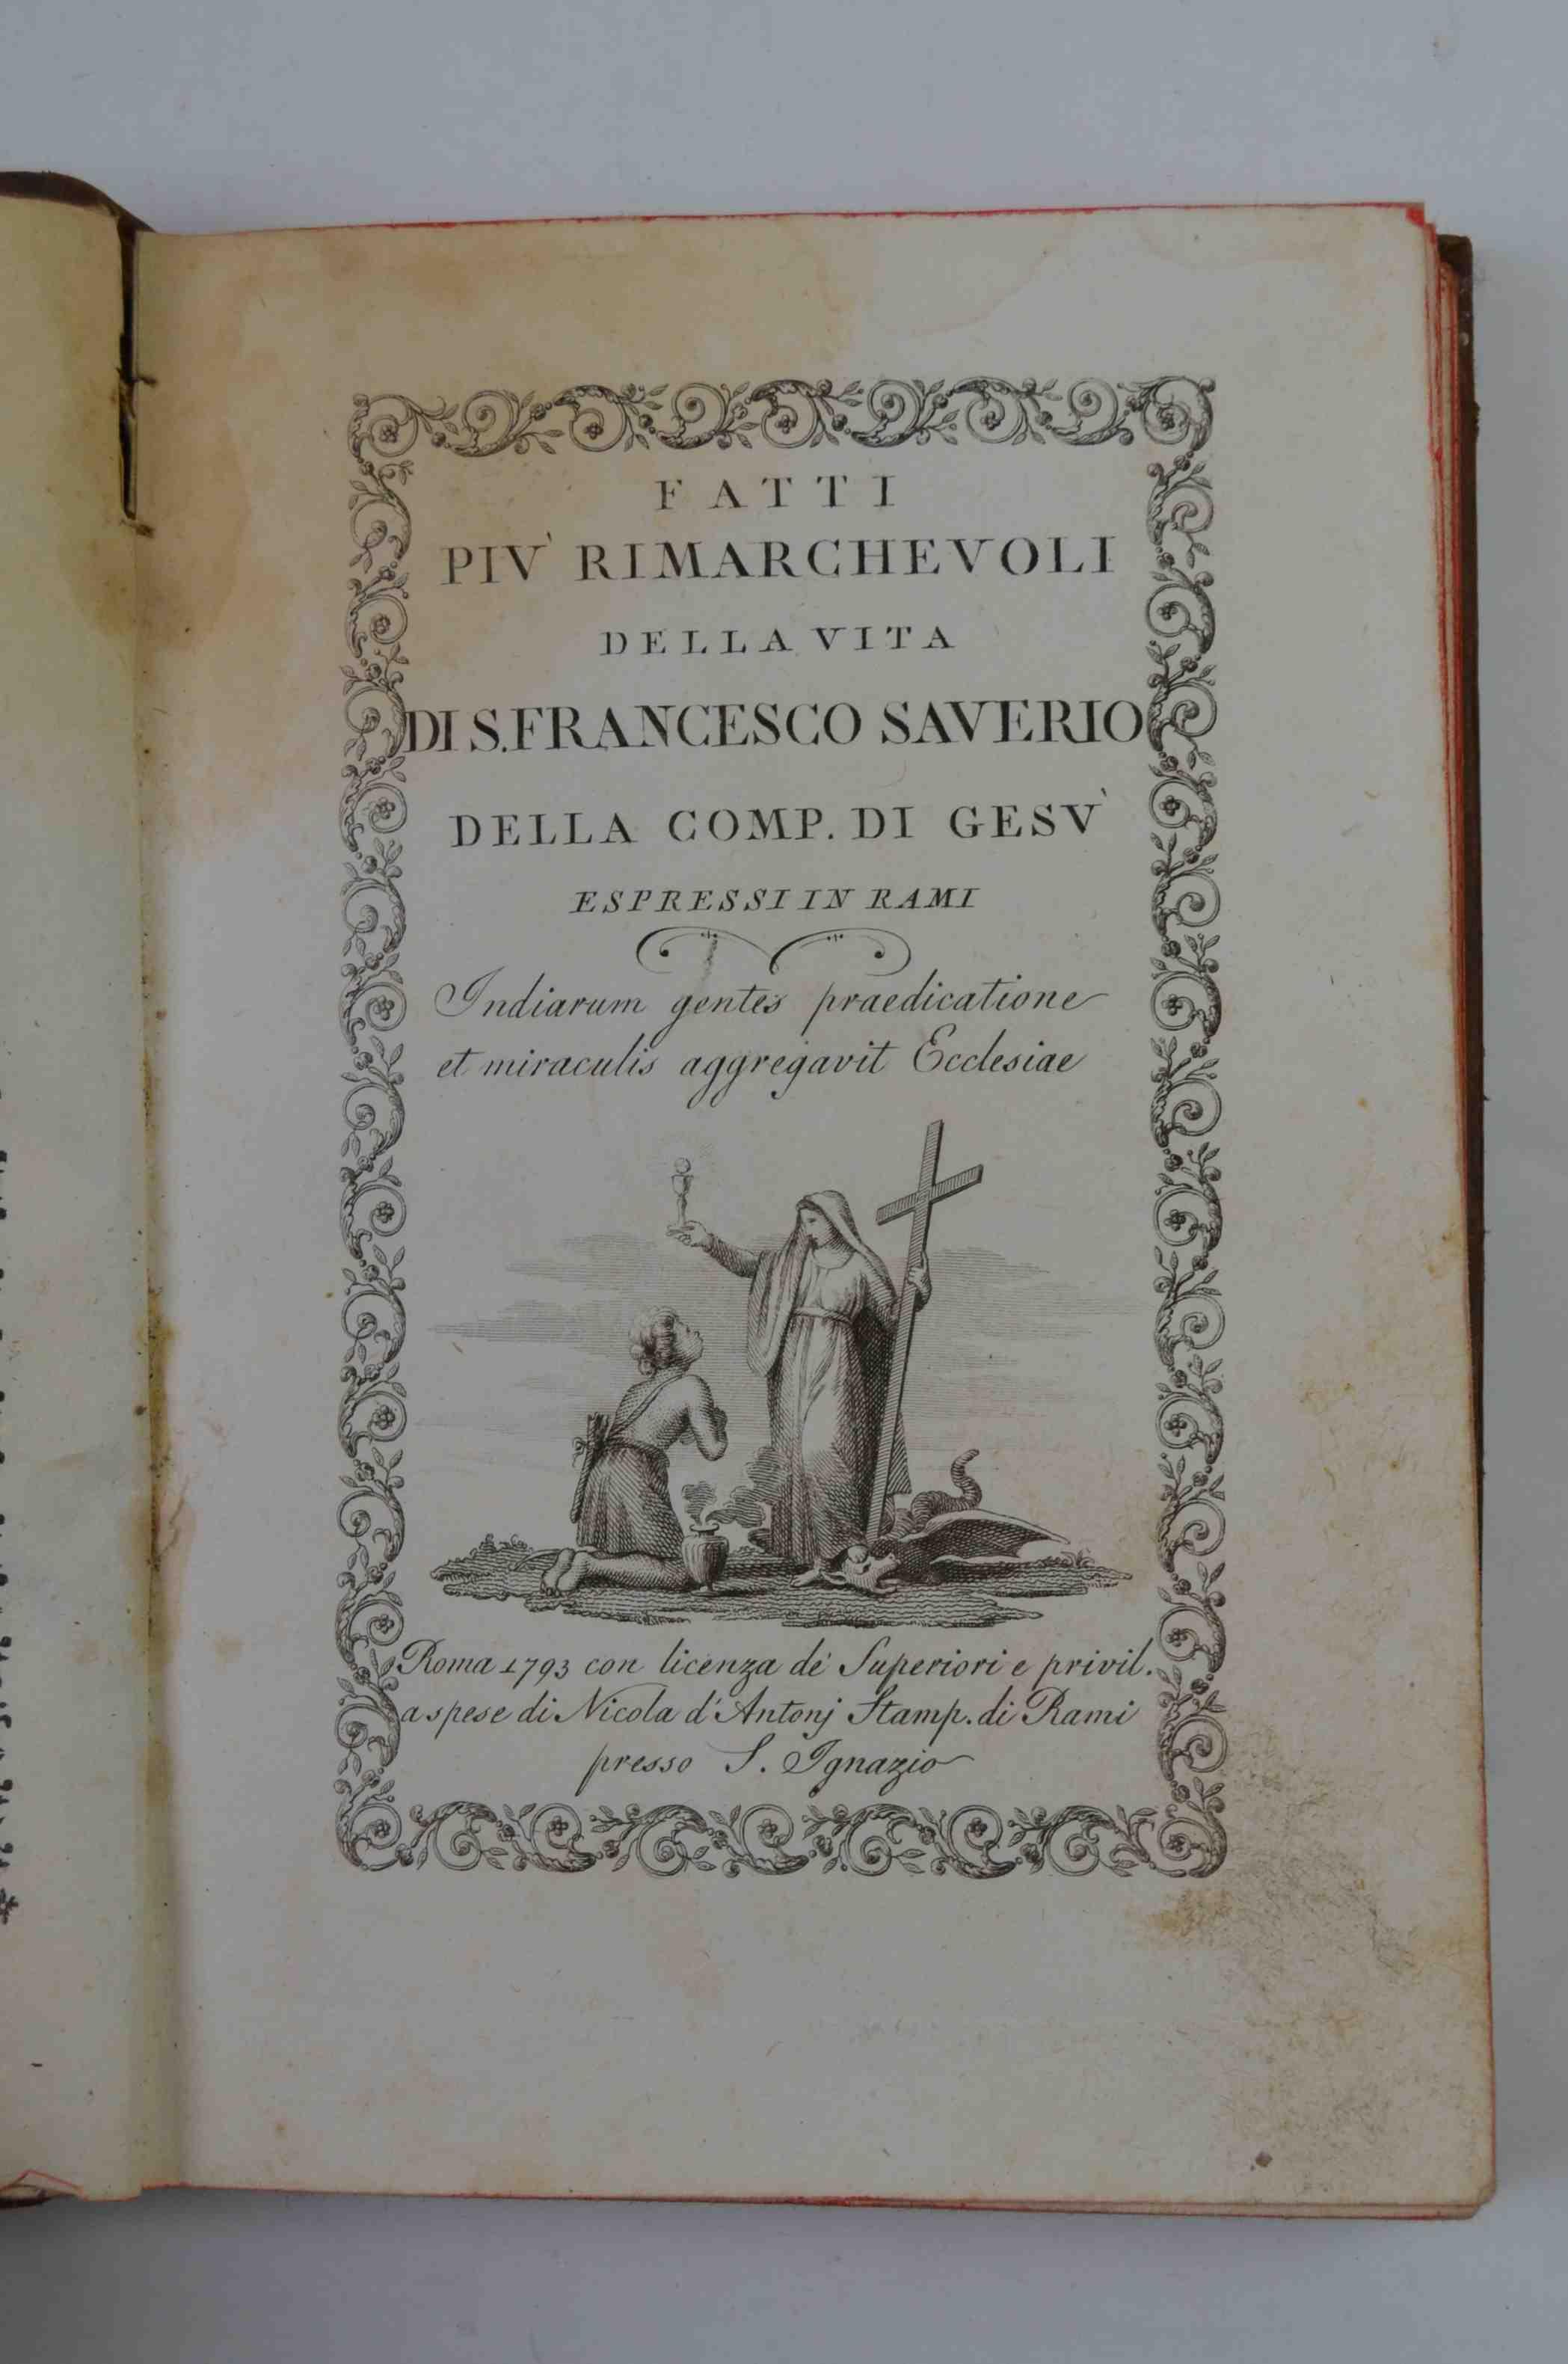 FATTI
PIV' RIMARCHEVOLI
DELLA VITA
DI S. FRANCESCO SAVERIO
DELLA COMP. DI GESV'
ESPRESSI IN RAMI
Indiarum gentes praedicatione
et miraculis aggregavit Ecclesiae
Roma 1793 con licenza de' Superiori e privil.
a spese di Nicola d'Antonj Stamp. di Rami
presso S. Ignazio